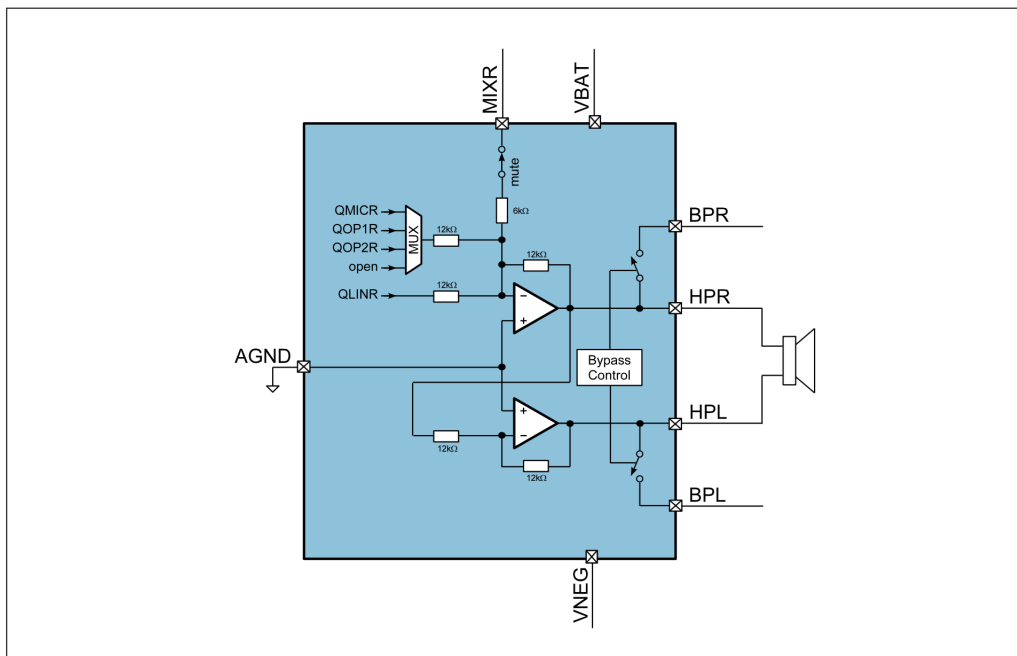 MIXR
VBAT
mute
6kΩ
QMICR
QOP1R
QOP2R
open
MUX
12kΩ
12kΩ
QLINR
12kΩ
−
+
BPR
HPR
AGND
Bypass
Control
HPL
+
−
12kΩ
12kΩ
BPL
VNEG